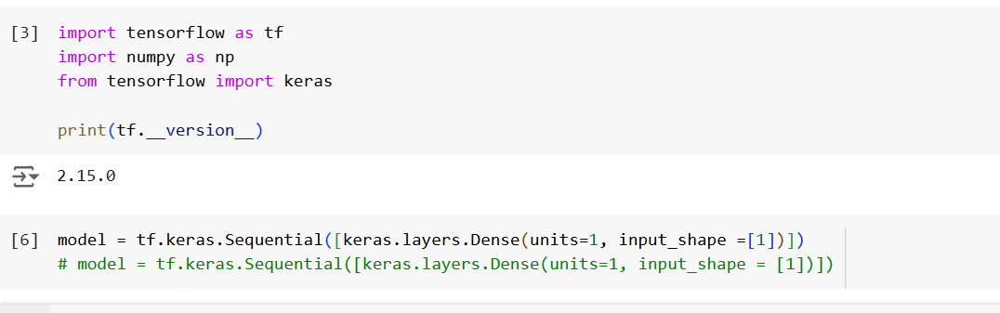 [3] import tensorflow as tf
import numpy as np
from tensorflow import keras
print(tf.__version__)
2.15.0
[6] model = tf.keras.Sequential([keras.layers.Dense(units=1, input_shape =[1])])
# model = tf.keras.Sequential([keras.layers.Dense(units=1, input_shape = [1])])